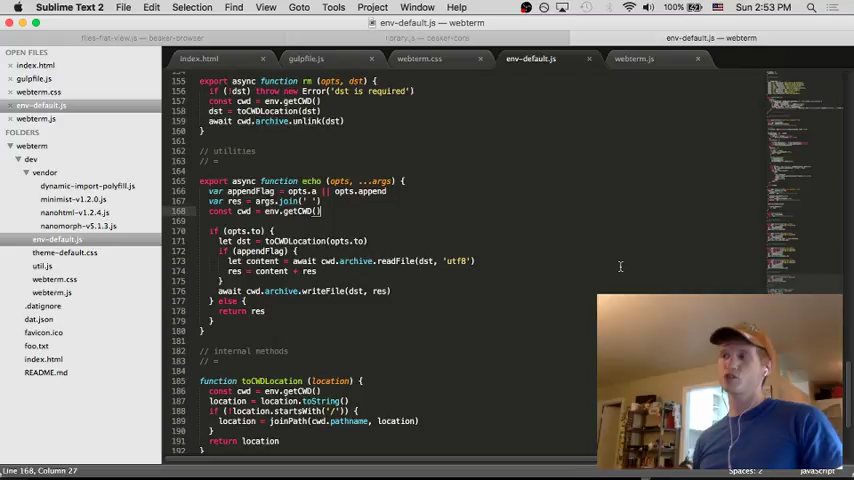 Sublime Text 2 File Edit Selection Find View Goto Tools Project Window Help 100% Sun 2:53 PM
env-default.js — webterm
files-flat-view.js — beaker-browser library.js — beaker-core env-default.js — webterm
OPEN FILES
index.html
gulpfile.js
webterm.css
env-default.js
webterm.js
FOLDERS
webterm
dev
vendor
dynamic-import-polyfill.js
minimist-v1.2.0.js
nanohtml-v1.2.4.js
nanomorph-v5.1.3.js
env-default.js
theme-default.css
util.js
webterm.css
webterm.js
.datignore
dat.json
favicon.ico
foo.txt
index.html
README.md
index.html gulpfile.js webterm.css env-default.js webterm.js
154
155 export async function rm (opts, dst) {
156 if (!dst) throw new Error('dst is required')
157 const cwd = env.getCWD()
158 dst = toCWDLocation(dst)
159 await cwd.archive.unlink(dst)
160 }
161
162 // utilities
163 // =
164
165 export async function echo (opts, ...args) {
166 var appendFlag = opts.a || opts.append
167 var res = args.join(' ')
168 const cwd = env.getCWD()
169
170 if (opts.to) {
171 let dst = toCWDLocation(opts.to)
172 if (appendFlag) {
173 let content = await cwd.archive.readFile(dst, 'utf8')
174 res = content + res
175 }
176 await cwd.archive.writeFile(dst, res)
177 } else {
178 return res
179 }
180 }
181
182 // internal methods
183 // =
184
185 function toCWDLocation (location) {
186 const cwd = env.getCWD()
187 location = location.toString()
188 if (!location.startsWith('/')) {
189 location = joinPath(cwd.pathname, location)
190 }
191 return location
192 }
Line 168, Column 27 Spaces: 2 JavaScript